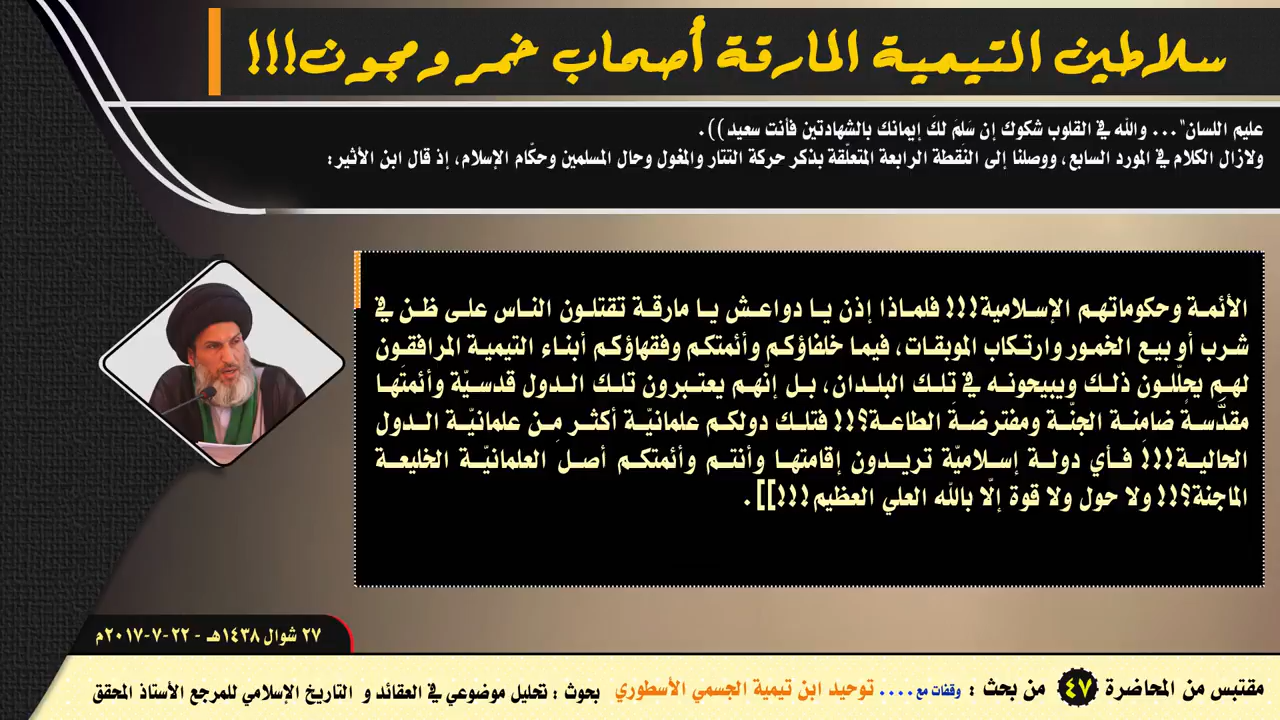 سلاطين التيمية المارقة أصحاب خمر ومجون!!!
عليم اللسان"... والله في القلوب شكوك إن سَلِمَ لكَ إيمانك بالشهادتين فأنت سعيد)).
ولازال الكلام في المورد السابع، ووصلنا إلى النقطة الرابعة المتعلّقة بذكر حركة التتار والمغول وحال المسلمين وحكّام الإسلام، إذ قال ابن الأثير:
الأئمة وحكوماتهم الإسلامية!!! فلماذا إذن يا دواعش يا مارقة تقتلون الناس على ظن في
شرب أو بيع الخمور وارتكاب الموبقات، فيما خلفاؤكم وأئمتكم وفقهاؤكم أبناء التيمية المرافقون
لهم يحلّلون ذلك ويبيحونه في تلك البلدان، بل إنّهم يعتبرون تلك الدول قدسيّة وأئمتَها
مقدَّسةً ضامنة الجنّة ومفترضةَ الطاعة؟!! فتلك دولكم علمانيّة أكثر من علمانيّة الدول
الحالية!!! فأي دولة إسلاميّة تريدون إقامتها وأنتم وأئمتكم أصل العلمانيّة الخليعة
الماجنة؟!! ولا حول ولا قوة إلّا بالله العلي العظيم!!!]].
٢٧ شوال ١٤٣٨هـ - ٢٢-٧-٢٠١٧م
مقتبس من المحاضرة ٤٧ من بحث : وقفات مع.... توحيد ابن تيمية الجسمي الأسطوري بحوث : تحليل موضوعي في العقائد و التاريخ الإسلامي للمرجع الأستاذ المحقق